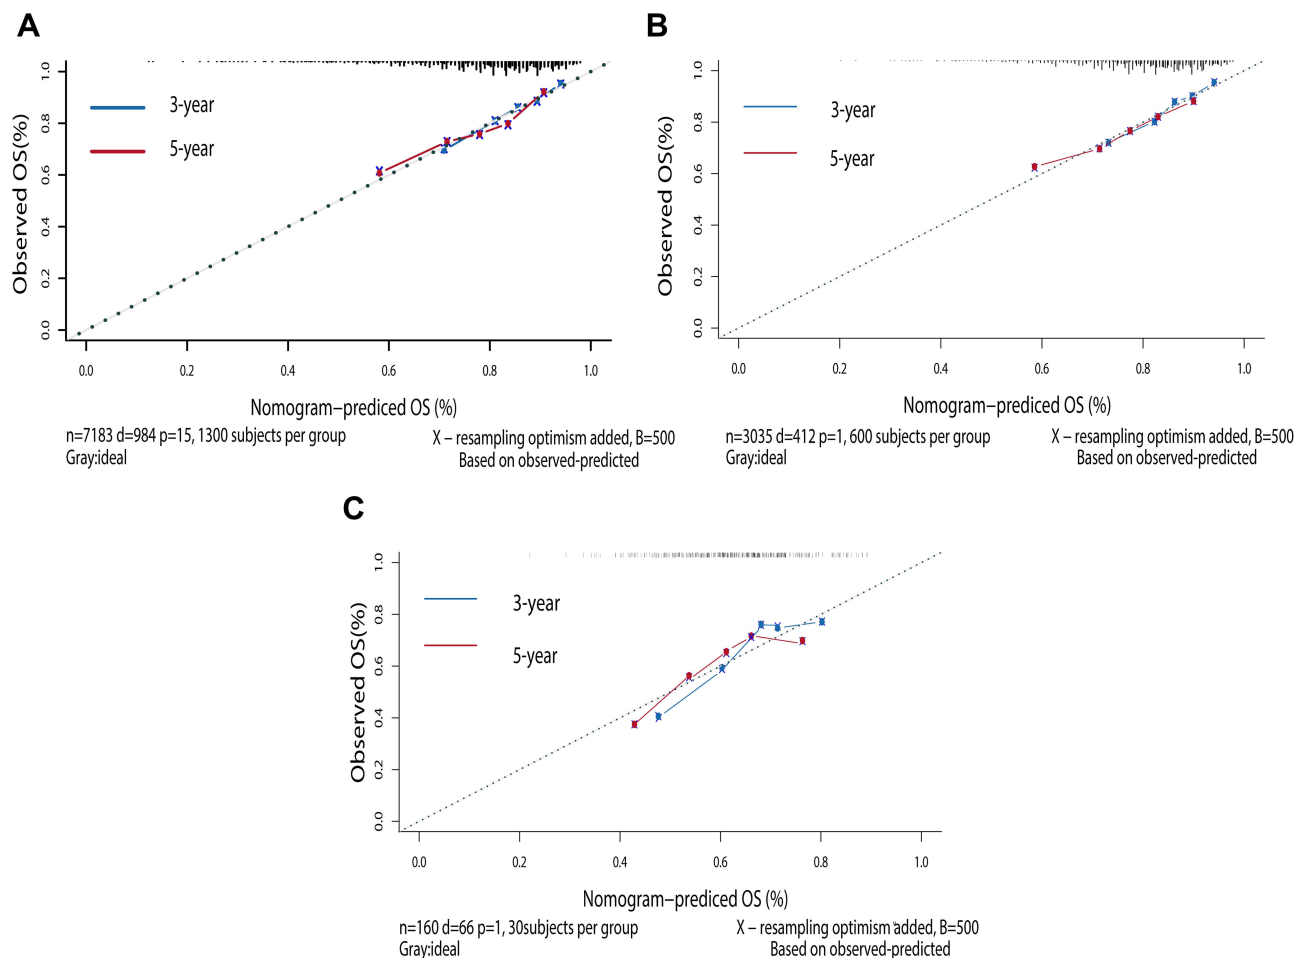 A
1.0
0.8
0.6
0.4
0.2
0.0
Observed OS(%)
3-year
5-year
0.0 0.2 0.4 0.6 0.8 1.0
Nomogram–prediced OS (%)
n=7183 d=984 p=15, 1300 subjects per group
Gray:ideal
X – resampling optimism added, B=500
Based on observed-predicted
B
1.0
0.8
0.6
0.4
0.2
0.0
Observed OS(%)
3-year
5-year
0.0 0.2 0.4 0.6 0.8 1.0
Nomogram–prediced OS (%)
n=3035 d=412 p=1, 600 subjects per group
Gray:ideal
X – resampling optimism added, B=500
Based on observed-predicted
C
1.0
0.8
0.6
0.4
0.2
0.0
Observed OS(%)
3-year
5-year
0.0 0.2 0.4 0.6 0.8 1.0
Nomogram–prediced OS (%)
n=160 d=66 p=1, 30subjects per group
Gray:ideal
X – resampling optimism added, B=500
Based on observed-predicted